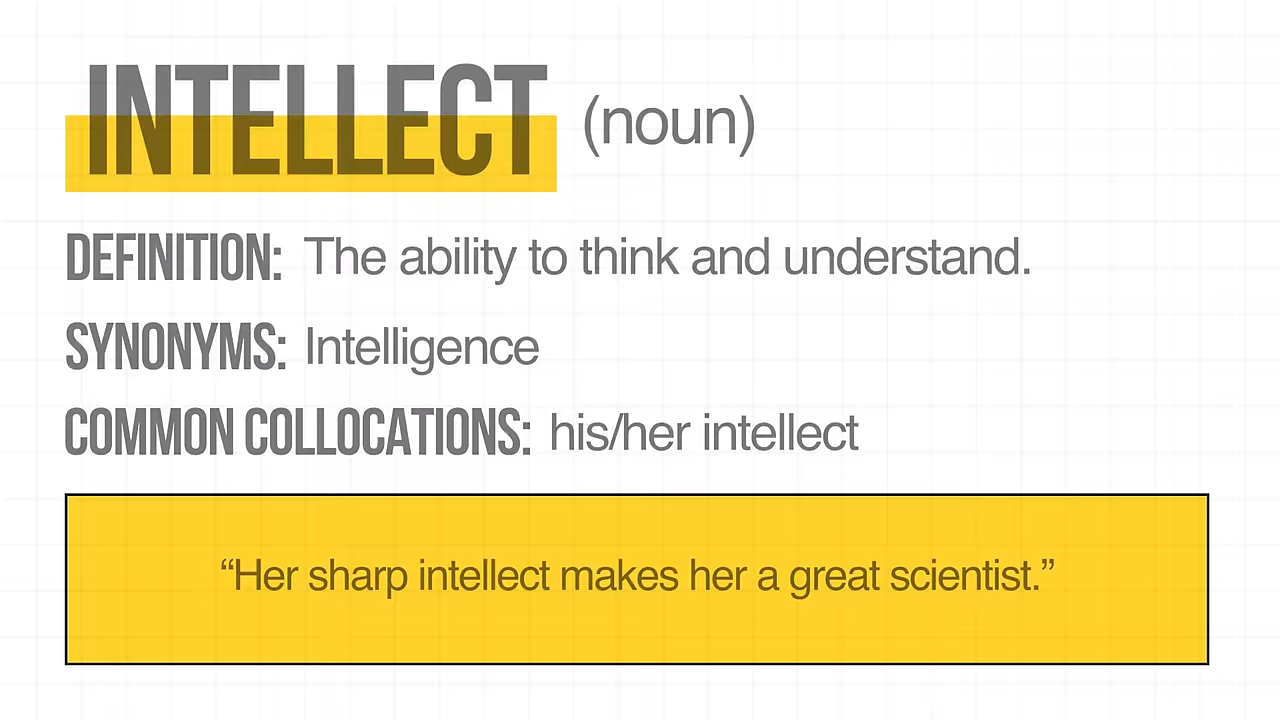 INTELLECT (noun)
DEFINITION: The ability to think and understand.
SYNONYMS: Intelligence
COMMON COLLOCATIONS: his/her intellect
“Her sharp intellect makes her a great scientist.”